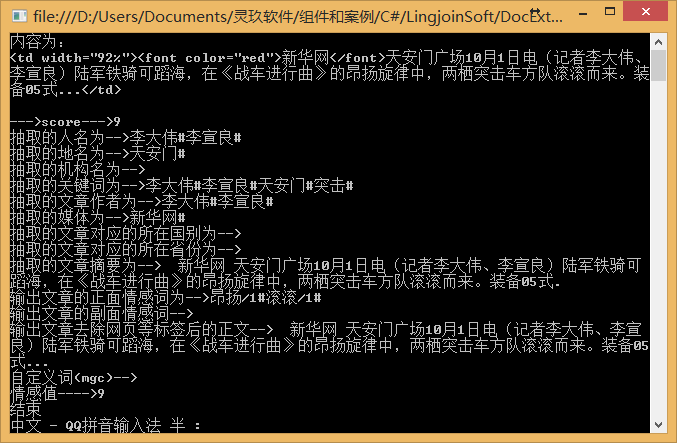 file:///D:/Users/Documents/灵玖软件/组件和案例/C#/LingjoinSoft/DocExt...
内容为:
<td width="92%"><font color="red">新华网</font>天安门广场10月1日电（记者李大伟、
李宣良）陆军铁骑可蹈海，在《战车进行曲》的昂扬旋律中，两栖突击车方队滚滚而来。装
备05式...</td>
--->score--->9
抽取的人名为-->李大伟#李宣良#
抽取的地名为-->天安门#
抽取的机构名为-->
抽取的关键词为-->李大伟#李宣良#天安门#突击#
抽取的文章作者为-->李大伟#李宣良#
抽取的媒体为-->新华网#
抽取的文章对应的所在国别为-->
抽取的文章对应的所在省份为-->
抽取的文章摘要为-->  新华网 天安门广场10月1日电（记者李大伟、李宣良）陆军铁骑可
蹈海，在《战车进行曲》的昂扬旋律中，两栖突击车方队滚滚而来。装备05式.
输出文章的正面情感词为-->昂扬/1#滚滚/1#
输出文章的副面情感词-->
输出文章去除网页等标签后的正文-->  新华网 天安门广场10月1日电（记者李大伟、李宣
良）陆军铁骑可蹈海，在《战车进行曲》的昂扬旋律中，两栖突击车方队滚滚而来。装备05
式...
自定义词(mgc)-->
情感值---->9
结束
中文 - QQ拼音输入法 半 :